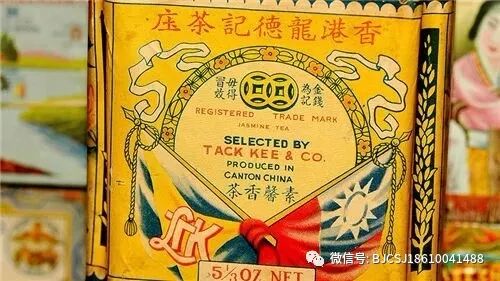 香港龍德記茶庄
金錢為記
毋得冒效
REGISTERED TRADE MARK
JASMINE TEA
SELECTED BY
TACK KEE & CO.
PRODUCED IN
CANTON CHINA
素馨香茶
LTK
5⅓ OZ NET
微信号: BJCSJ18610041488